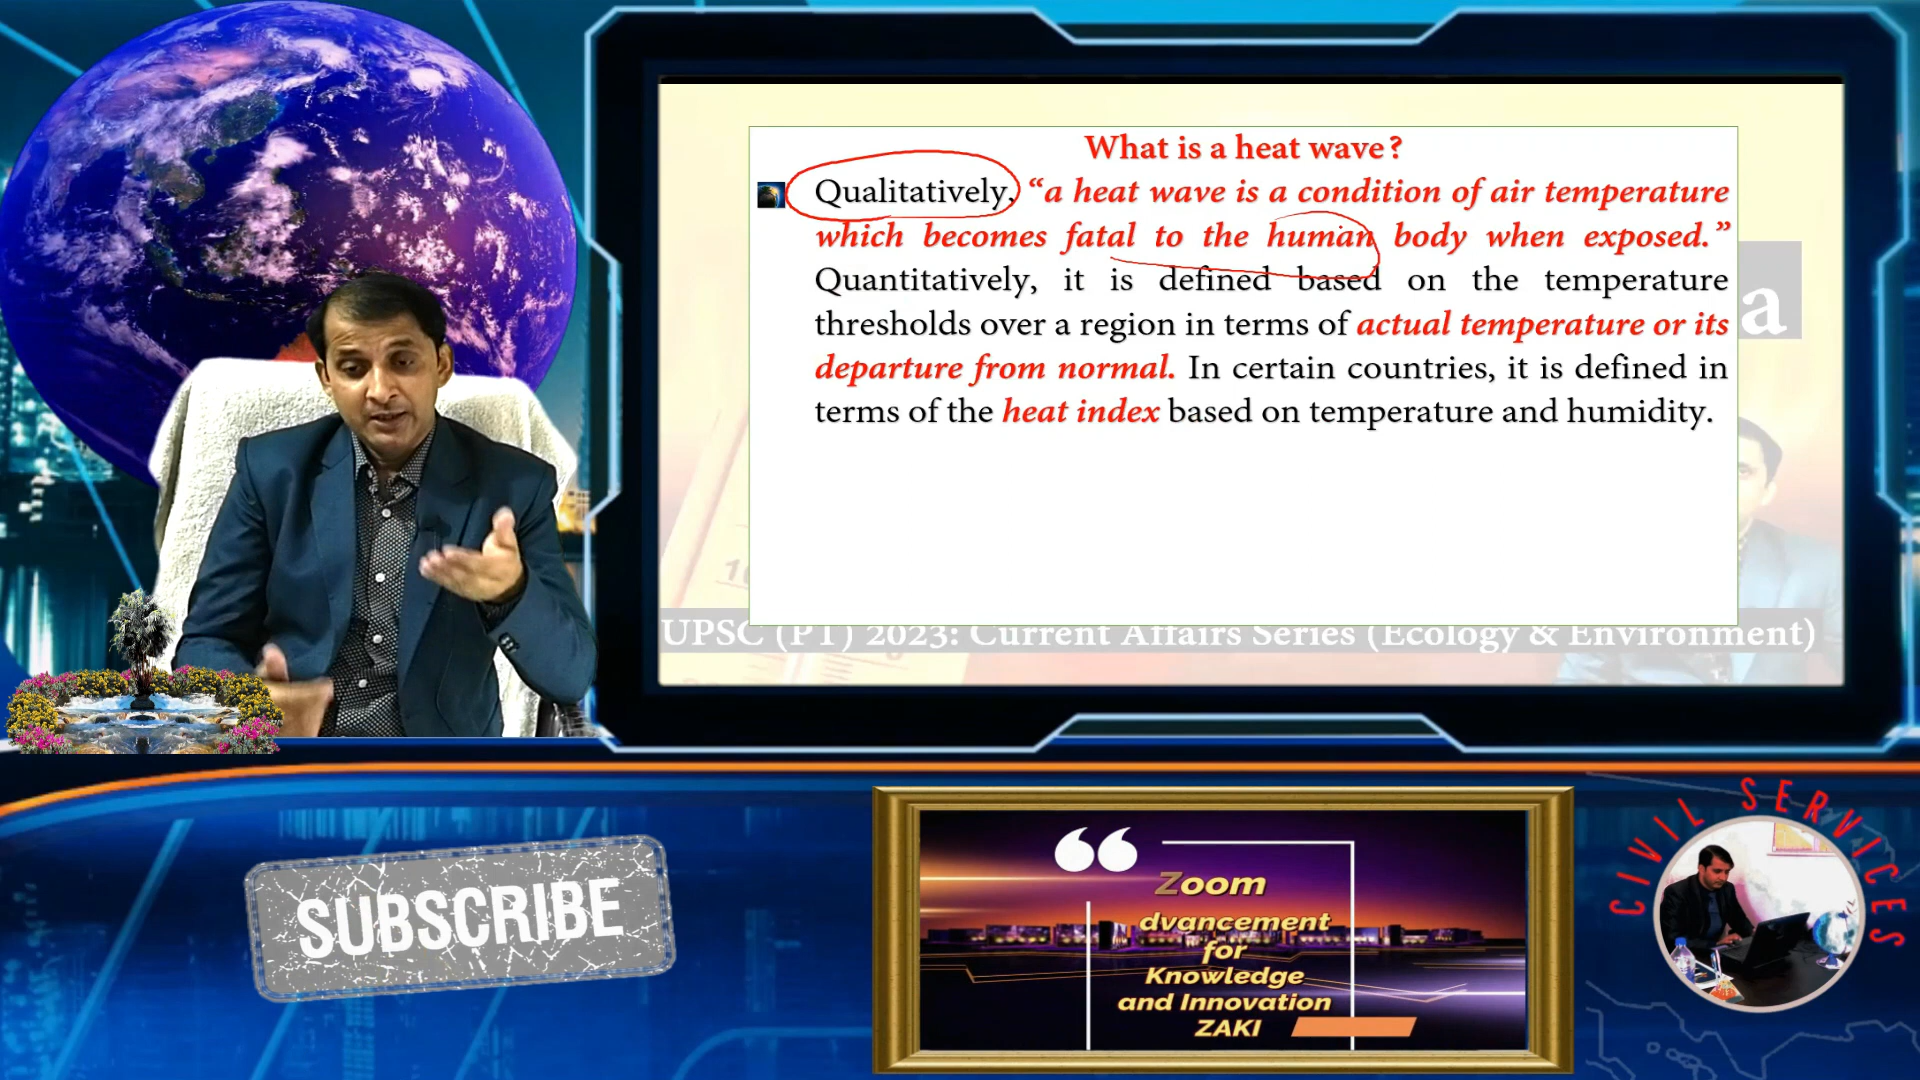 What is a heat wave?
Qualitatively, “a heat wave is a condition of air temperature
which becomes fatal to the human body when exposed.”
Quantitatively, it is defined based on the temperature
thresholds over a region in terms of actual temperature or its
departure from normal. In certain countries, it is defined in
terms of the heat index based on temperature and humidity.
a
10
UPSC (PT) 2023: Current Affairs Series (Ecology & Environment)
SUBSCRIBE
“
Zoom
dvancement
for
Knowledge
and Innovation
ZAKI
CIVIL SERVICES